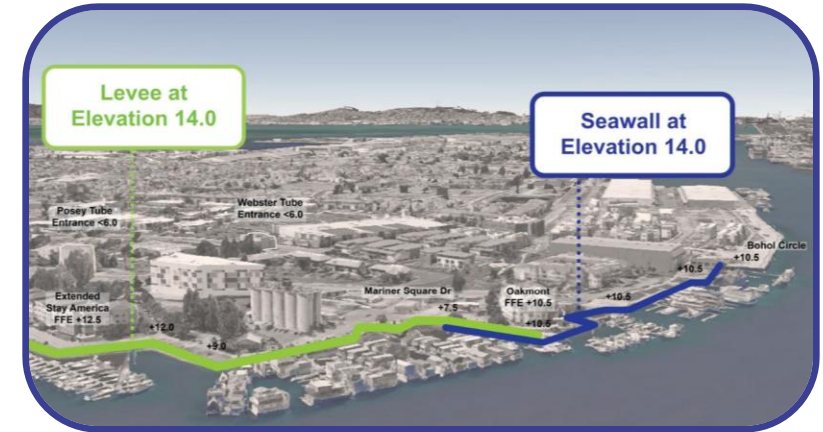 Levee at
Elevation 14.0
Seawall at
Elevation 14.0
Posey Tube
Entrance <6.0
Webster Tube
Entrance <6.0
Bohol Circle
+10.5
+10.5
Mariner Square Dr
+7.5
Oakmont
FFE +10.5
+10.5
+10.5
Extended
Stay America
FFE +12.5
+12.0
+9.0